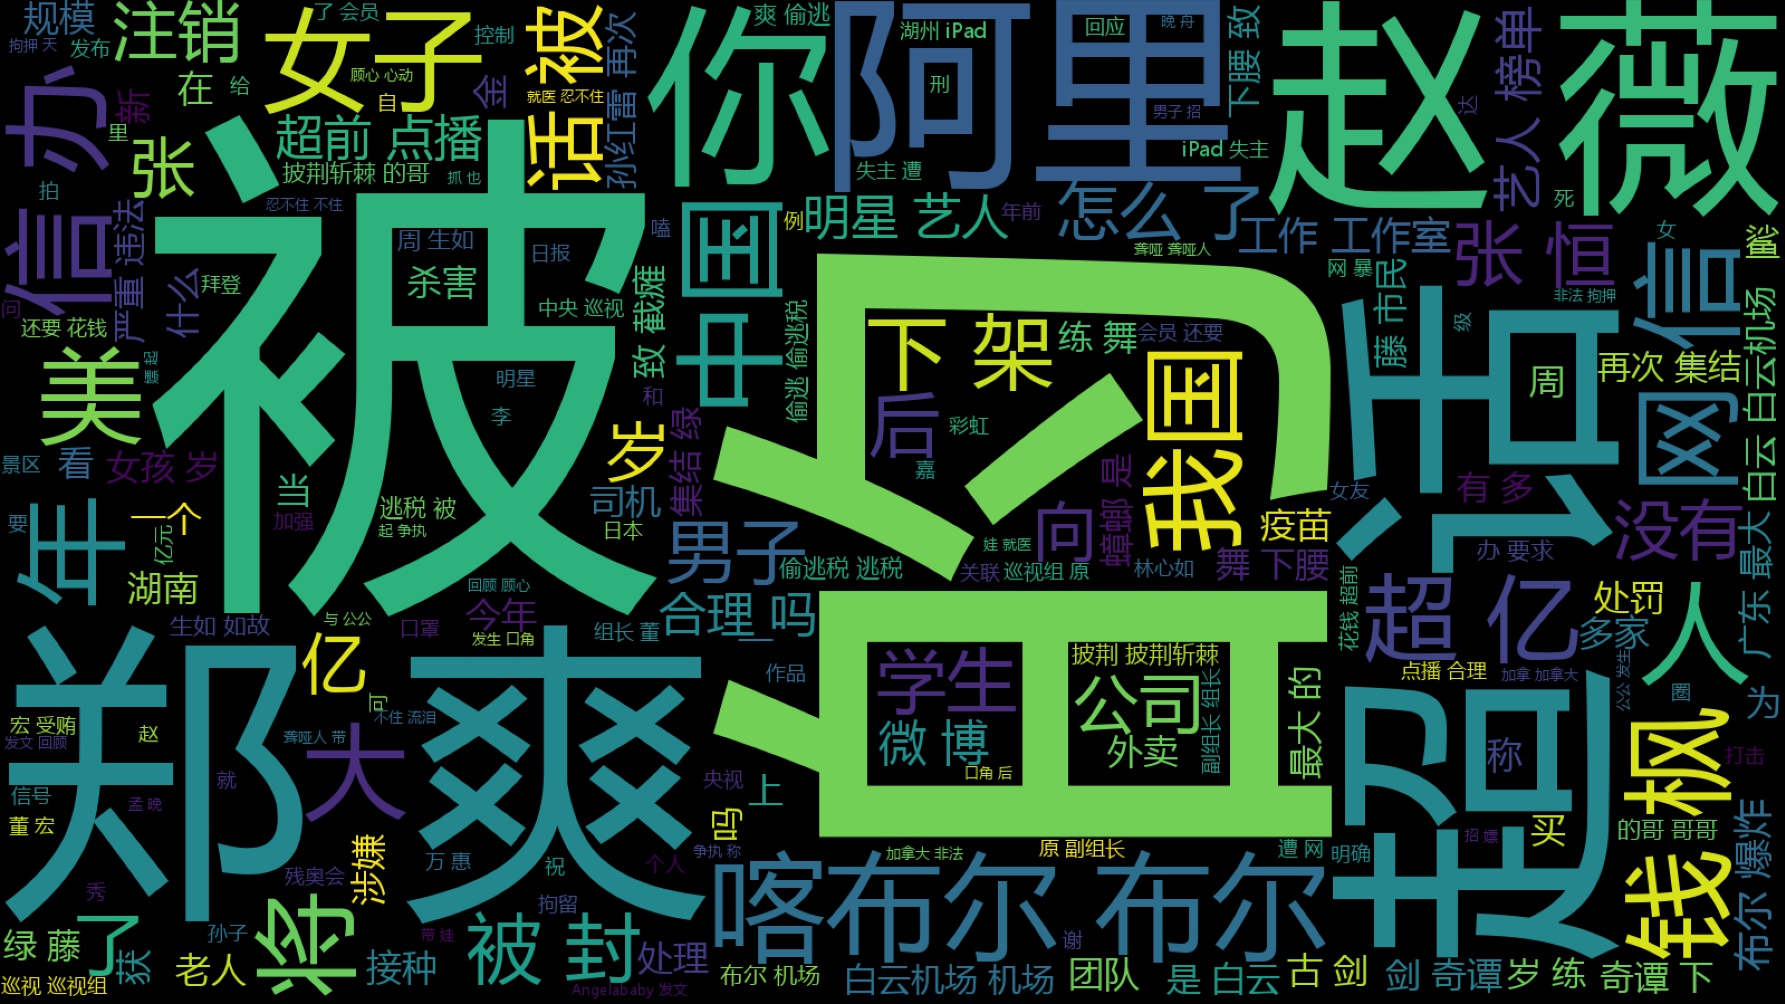 规模
拘押 天
发布
注销
女子
了 会员
控制
话 被
孙红雷 再次
你
爽 偷逃
阿里
湖州 iPad
回应
晚 舟
下腰 致
赵薇
榜单
艺人
在
给
顾心 心动
自
金
就医 忍不住
刑
男子 招
达
办
新
里
张
超前 点播
披荆斩棘 的哥
抓 也
失主 遭
iPad 失主
拍
信
严重 违法
忍不住 不住
被
周 生如
日报
嗑
中国
例
明星 艺人
年前
怎么 了
聋哑 聋哑人
工作 工作室
死
张 恒
女
鲨
拜登
什么
杀害
中央 巡视
致 截瘫
偷逃 偷逃税
网 暴
藤 市民
非法 拘押
网信
问
还要 花钱
美
明星
李
和
下 架
练 舞
会员 还要
级
话
周
再次 集结
白云 白云机场
后
彩虹
我国
嘉
景区
看
女孩 岁
当
加强
逃税 被
起 争执
岁
司机
日本
集结 绿
留
女友
有 多
要
年
一个
亿元
湖南
男子
娃 就医
向
蟑螂 是
疫苗
办 要求
没有
偷逃税 逃税
关联
巡视组 原
林心如
舞 下腰
广东 最大
回顾 顾心
生如 如故
与 公公
口罩
今年
发生 口角
组长 董
合理 吗
花钱 超前
超 亿
处罚
多家
人
郑爽
亿
作品
学生
披荆 披荆斩棘
公司
副组长 组长
最大 的
点播 合理
加拿 加拿大
公公 发生
圈
为
可
不住 流泪
宏 受贿
发文 回顾
赵
聋哑人 带
大
微 博
外卖
口角 后
起
称
枫
打击
信号
孟 晚
就
央视
上
董 宏
吗
招 嫖
买
的哥 哥哥
涉嫌
万 惠
祝
争执 称
个人
加拿大 非法
原 副组长
遭 网
明确
布尔 爆炸
残奥会
秀
拘留
喀布尔 布尔
钱
绿 藤
了
获
孙子
将
带 娃
被 封
处理
谢
巡视 巡视组
老人
接种
Angelababy 发文
布尔 机场
白云机场 机场
团队
是 白云
古 剑
剑 奇谭
岁 练
奇谭 下